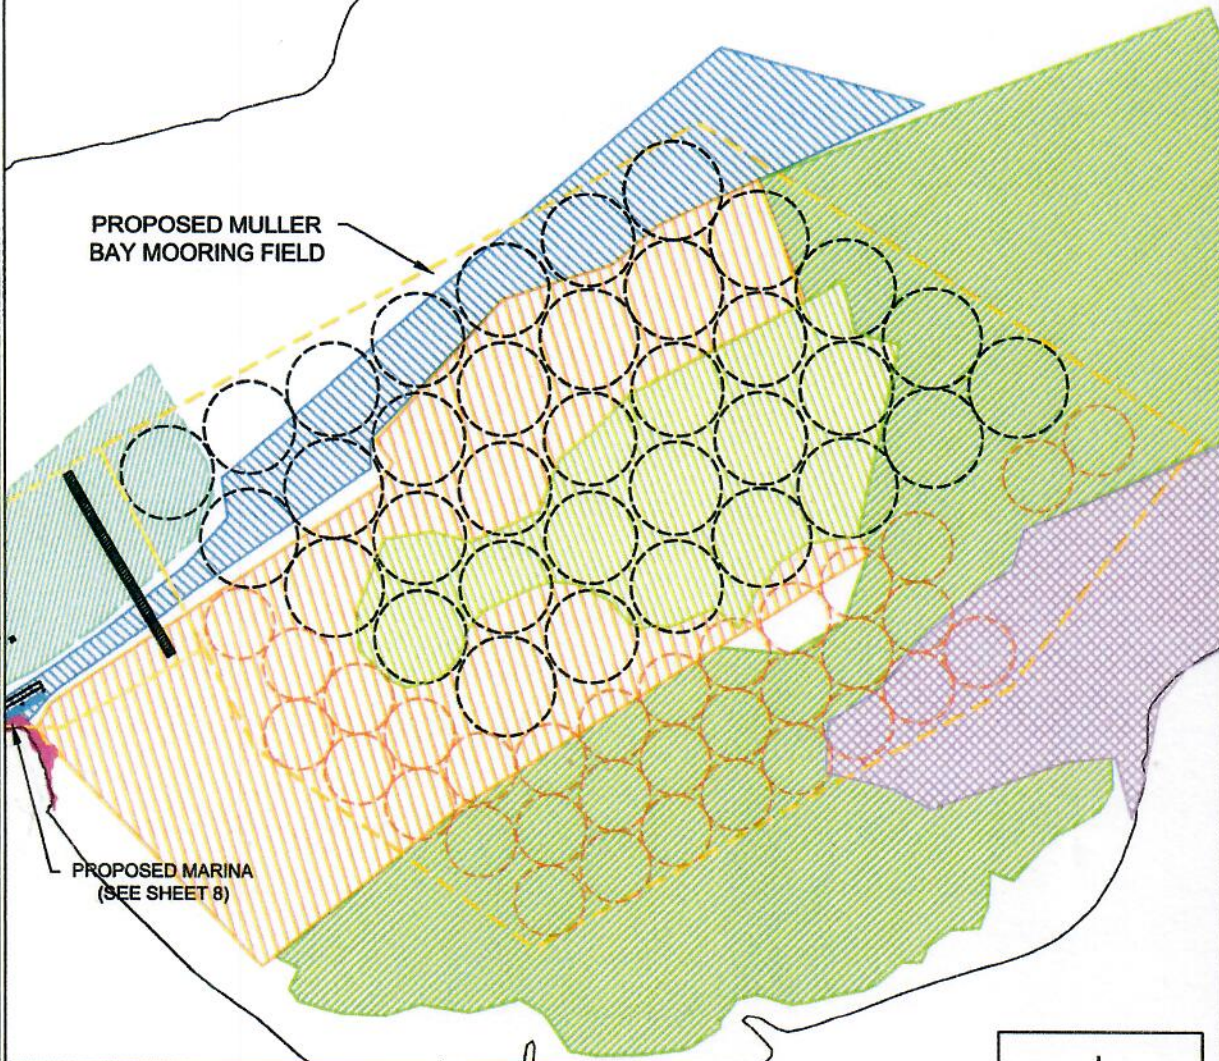 PROPOSED MULLER
BAY MOORING FIELD
PROPOSED MARINA
(SEE SHEET 8)